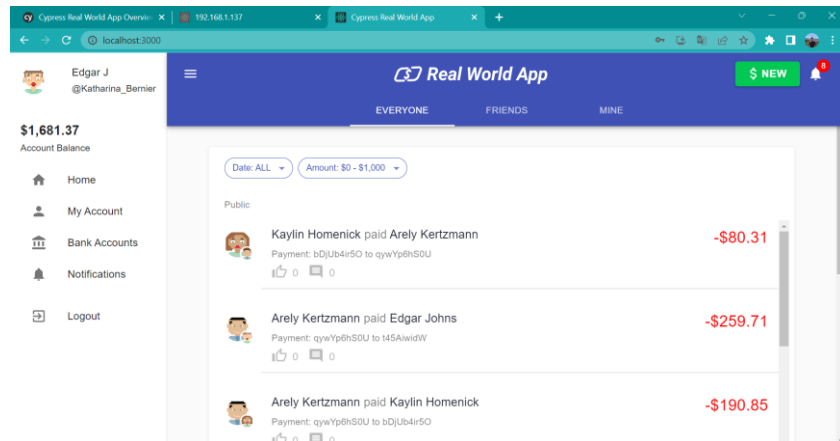 Cypress Real World App Overvie
192.168.1.137
Cypress Real World App
localhost:3000
Edgar J
@Katharina_Bernier
$1,681.37
Account Balance
Home
My Account
Bank Accounts
Notifications
Logout
Real World App
$ NEW
8
EVERYONE
FRIENDS
MINE
Date: ALL
Amount: $0 - $1,000
Public
Kaylin Homenick paid Arely Kertzmann
-$80.31
Payment: bDjUb4ir5O to qywYp6hS0U
0 0
Arely Kertzmann paid Edgar Johns
-$259.71
Payment: qywYp6hS0U to t45AiwidW
0 0
Arely Kertzmann paid Kaylin Homenick
-$190.85
Payment: qywYp6hS0U to bDjUb4ir5O
0 0